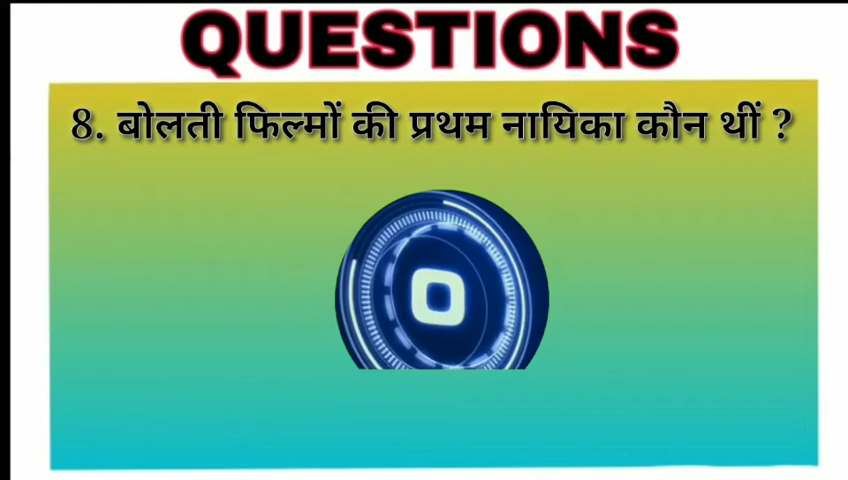 QUESTIONS
8. बोलती फिल्मों की प्रथम नायिका कौन थीं ?
0